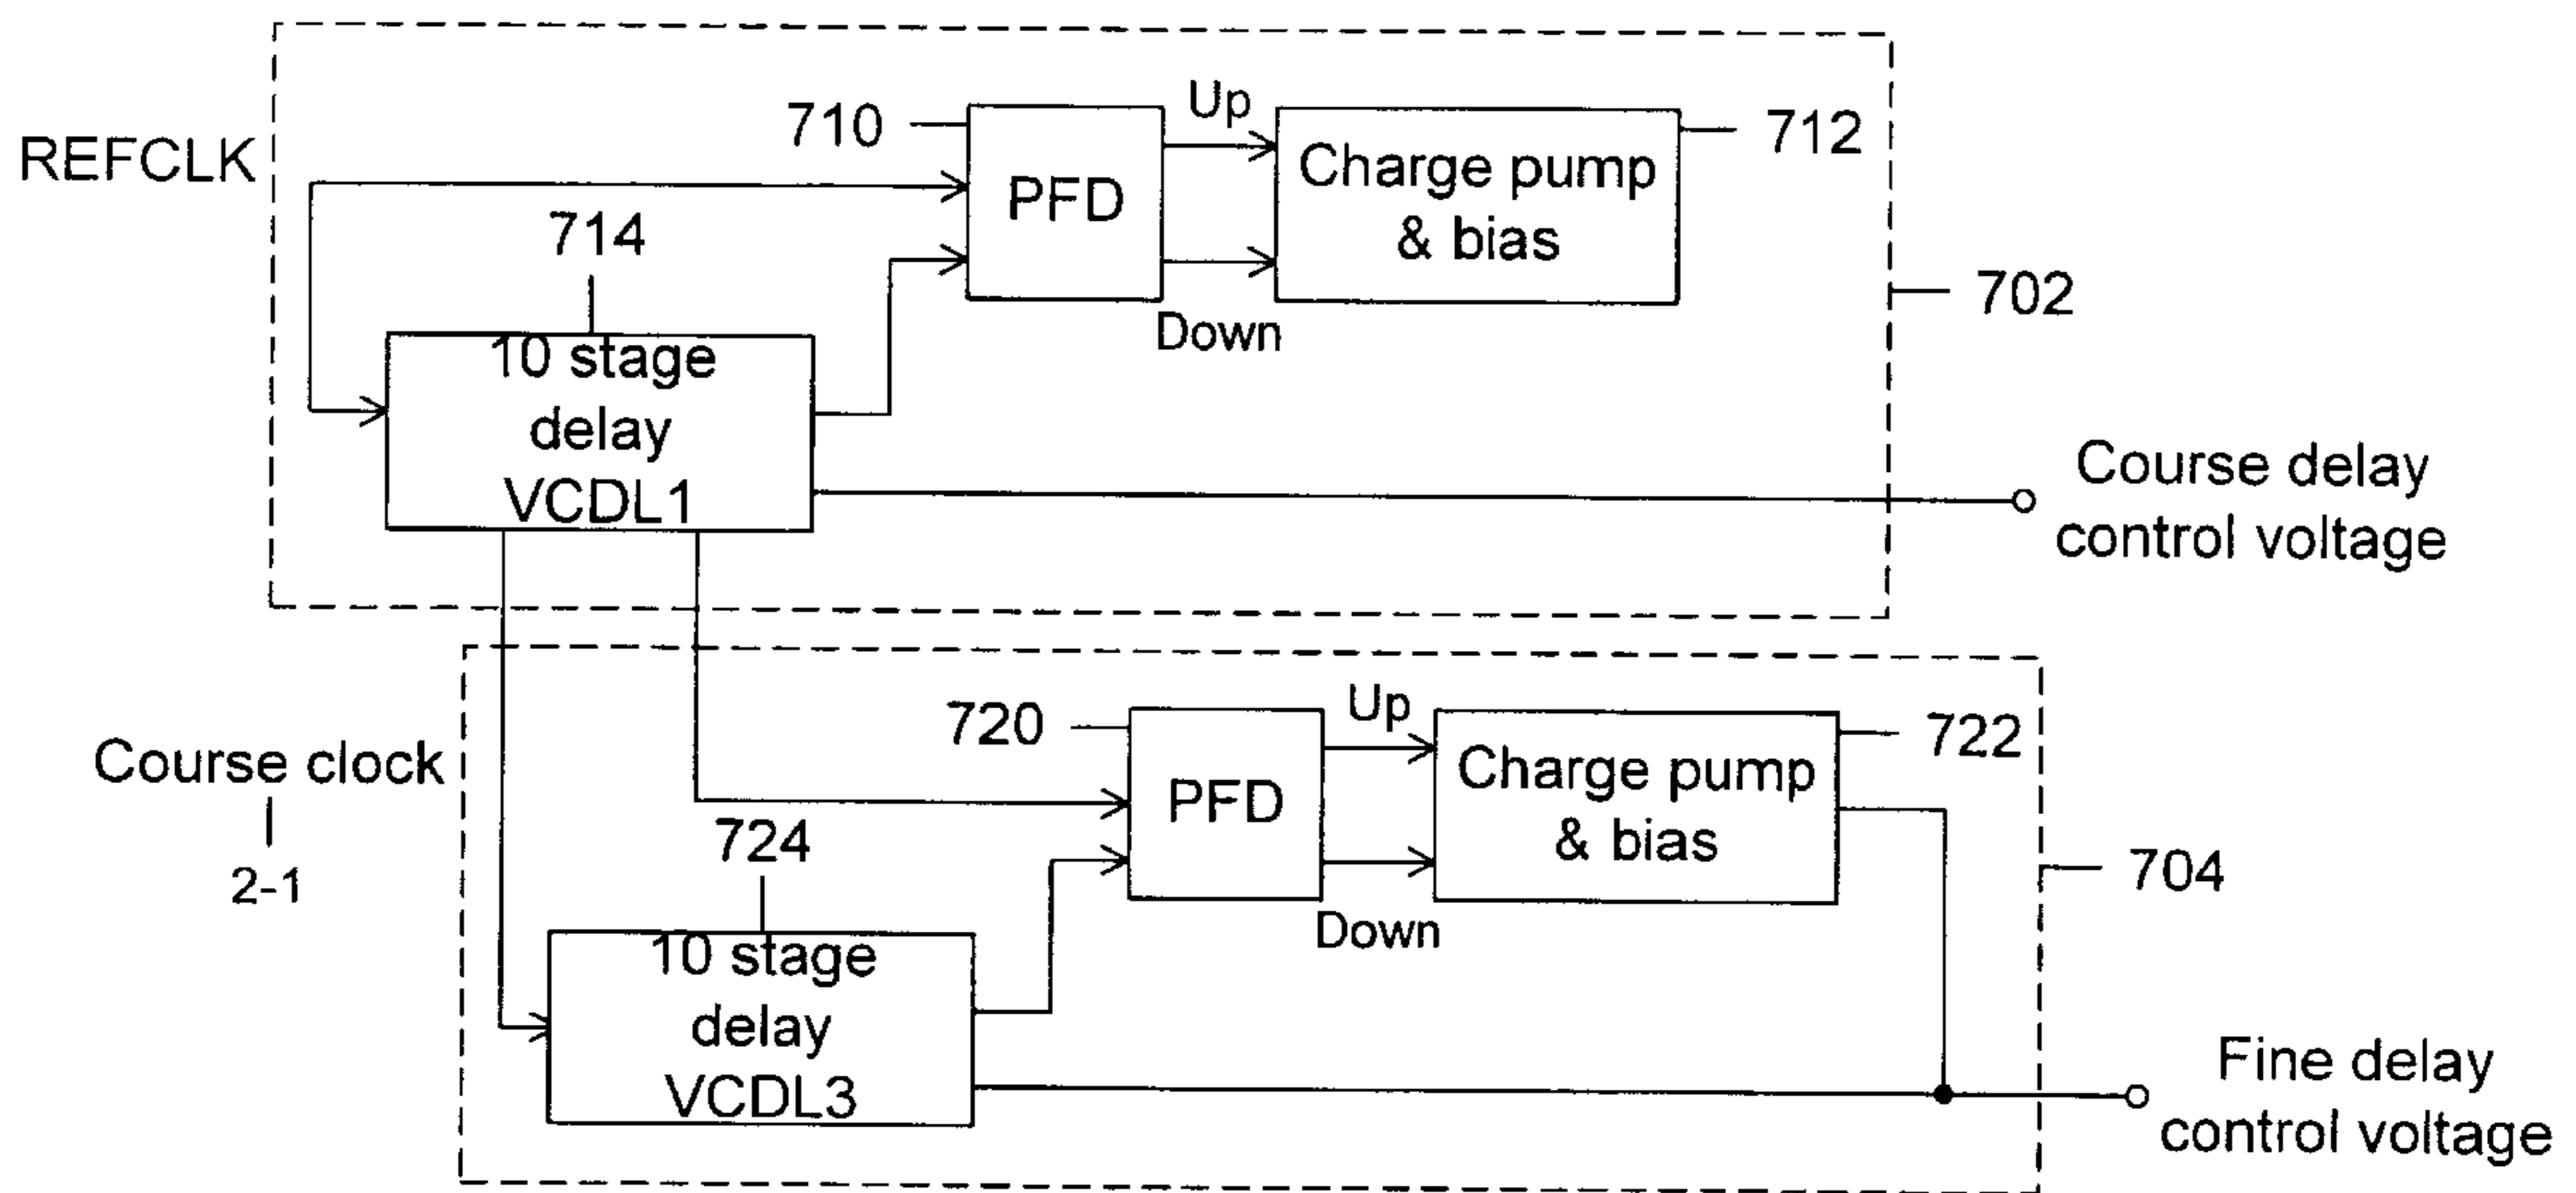 REFCLK
710
PFD
Up
Down
Charge pump
& bias
712
714
10 stage
delay
VCDL1
702
Course delay
control voltage
Course clock
2-1
720
PFD
Up
Down
Charge pump
& bias
722
724
10 stage
delay
VCDL3
704
Fine delay
control voltage